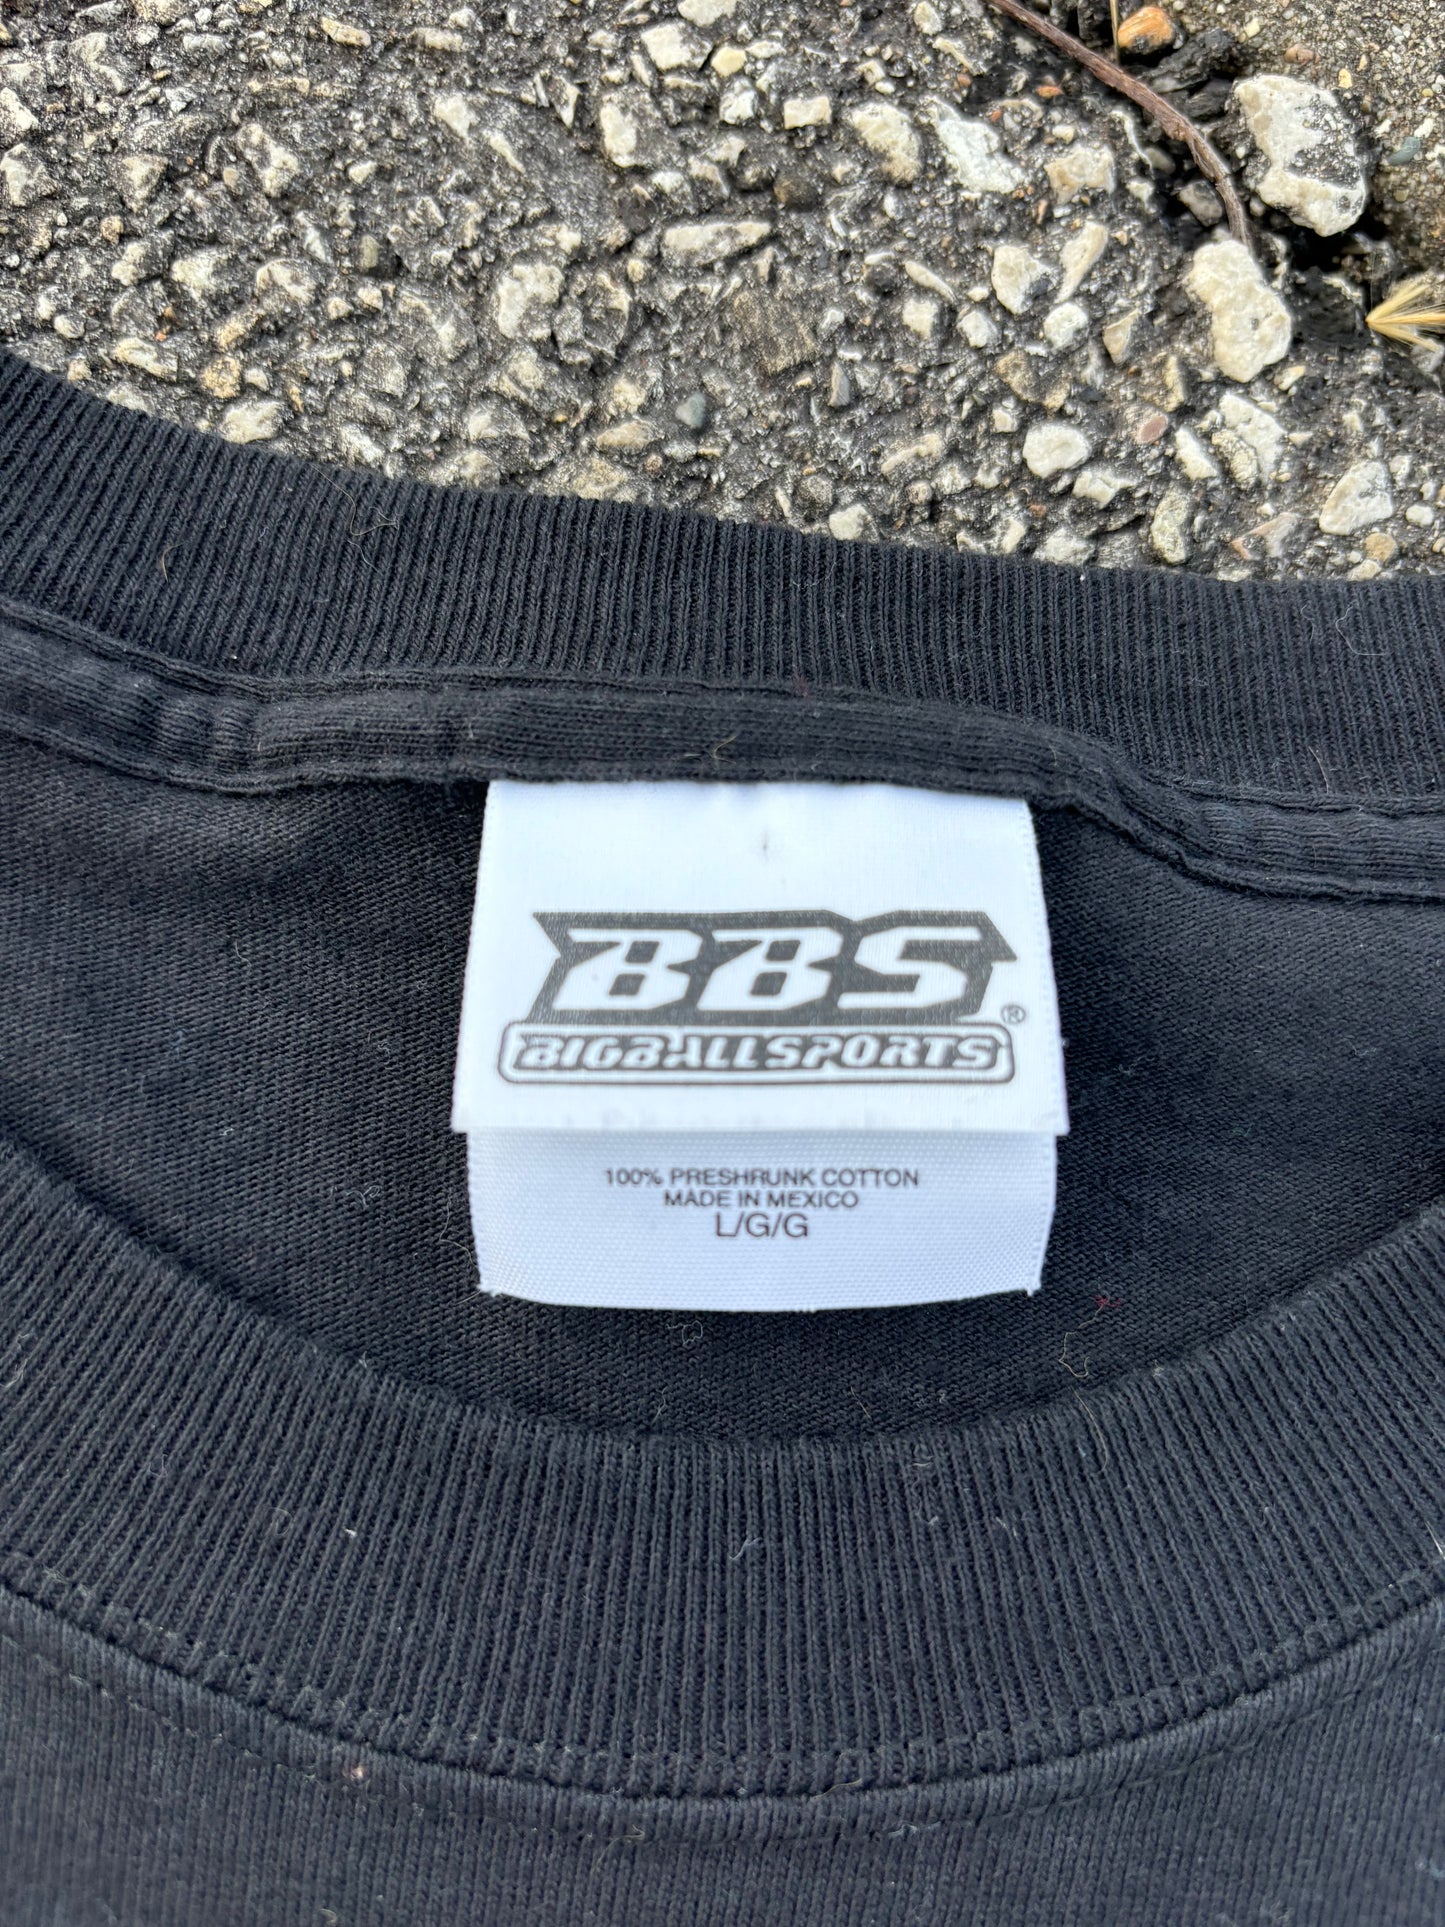 BBS®
BIGBALLSPORTS
100% PRESHRUNK COTTON
MADE IN MEXICO
L/G/G